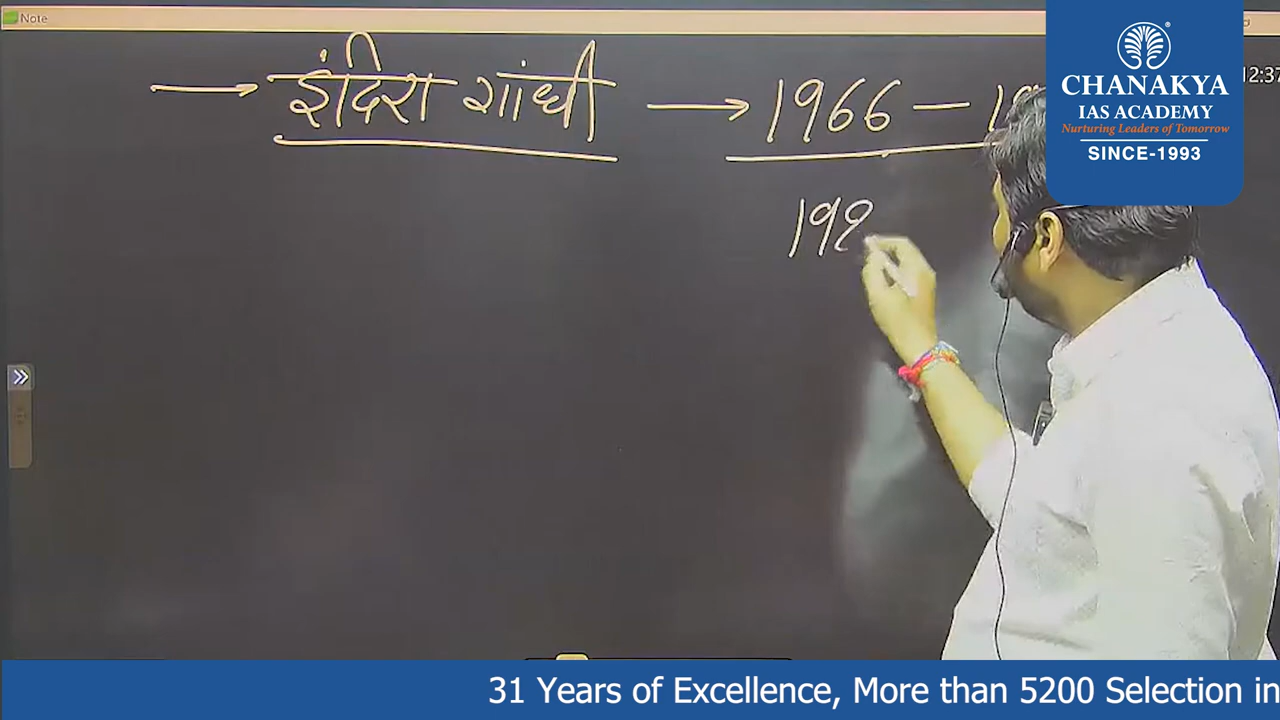 Note
→ इंदिरा गांधी → 1966 — 19
198
12:37
CHANAKYA
IAS ACADEMY
Nurturing Leaders of Tomorrow
SINCE-1993
31 Years of Excellence, More than 5200 Selection in